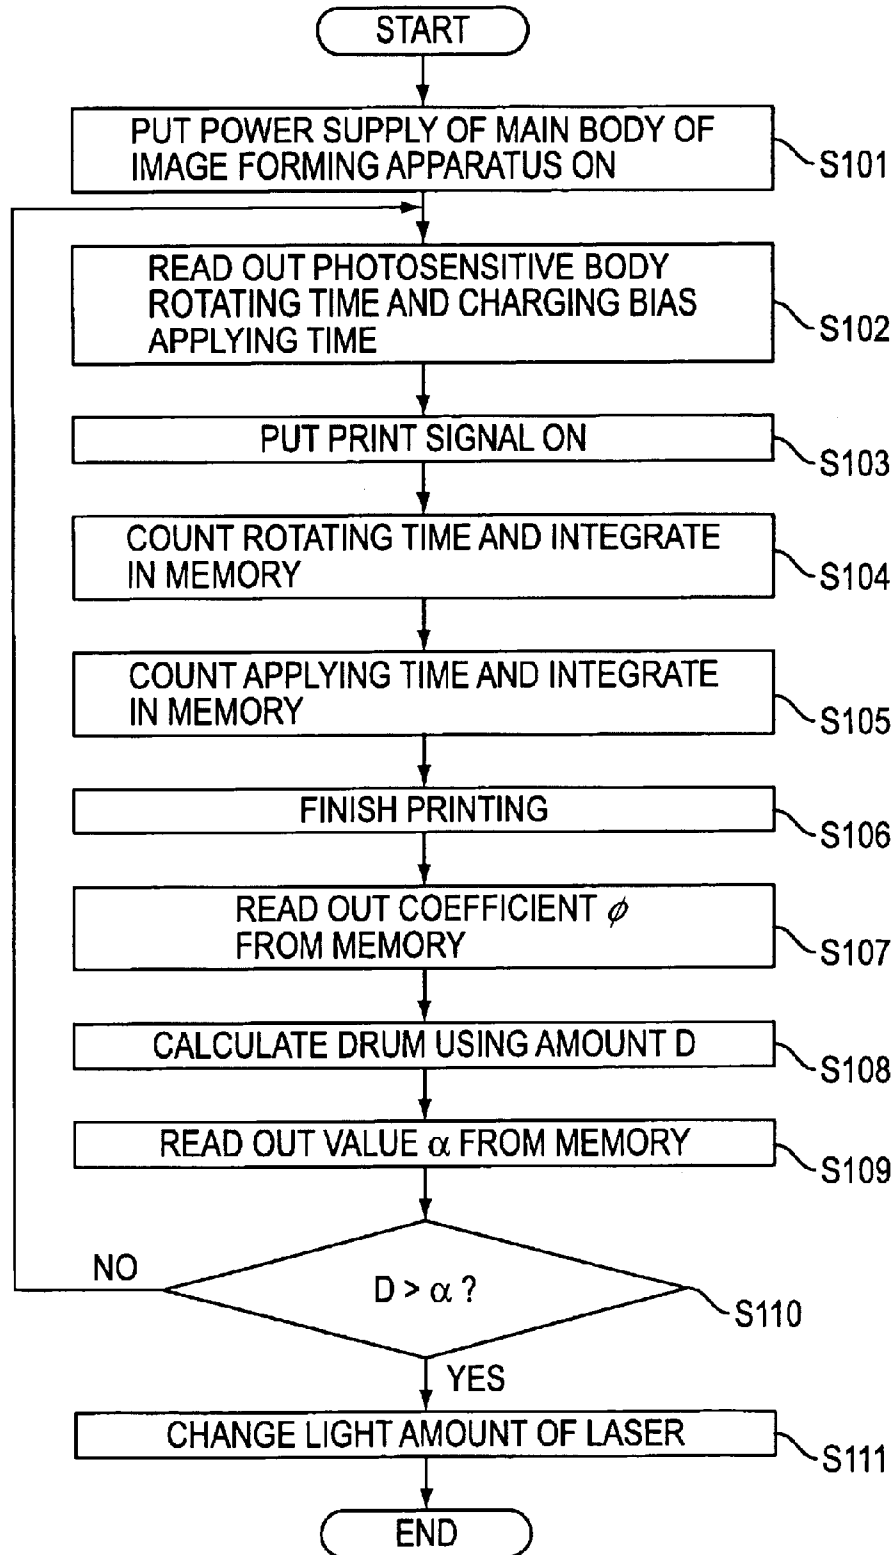 START
PUT POWER SUPPLY OF MAIN BODY OF
IMAGE FORMING APPARATUS ON
S101
READ OUT PHOTOSENSITIVE BODY
ROTATING TIME AND CHARGING BIAS
APPLYING TIME
S102
PUT PRINT SIGNAL ON
S103
COUNT ROTATING TIME AND INTEGRATE
IN MEMORY
S104
COUNT APPLYING TIME AND INTEGRATE
IN MEMORY
S105
FINISH PRINTING
S106
READ OUT COEFFICIENT ϕ
FROM MEMORY
S107
CALCULATE DRUM USING AMOUNT D
S108
READ OUT VALUE α FROM MEMORY
S109
NO
D > α ?
S110
YES
CHANGE LIGHT AMOUNT OF LASER
S111
END